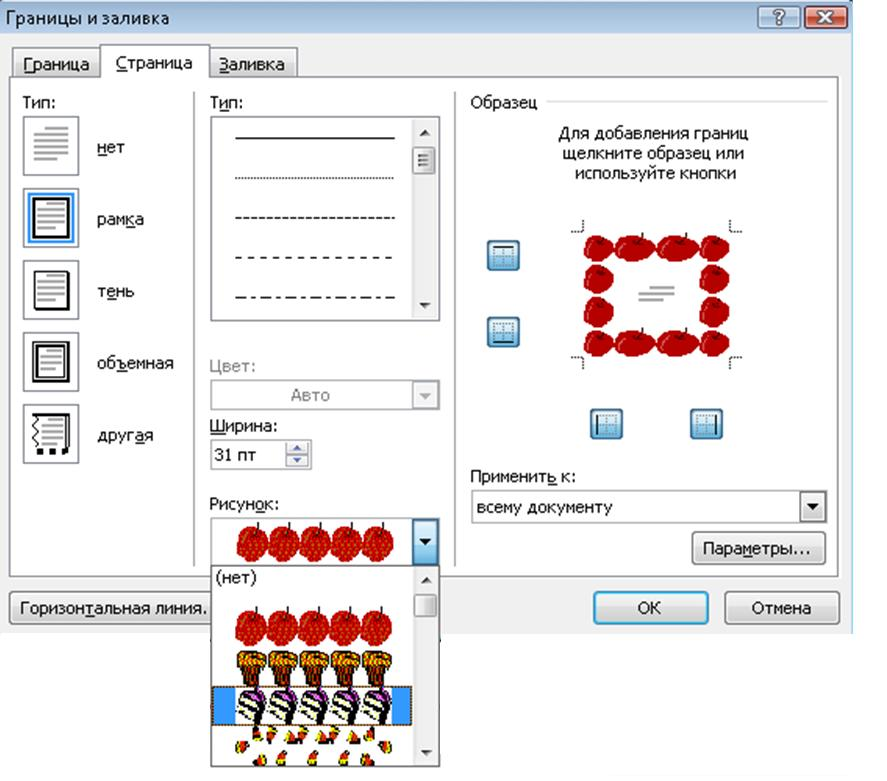 Границы и заливка
Граница
Страница
Заливка
Тип:
нет
рамка
тень
объемная
другая
Тип:
Цвет:
Авто
Ширина:
31 пт
Рисунок:
(нет)
Образец
Для добавления границ
щелкните образец или
используйте кнопки
Применить к:
всему документу
Параметры...
Горизонтальная линия.
ОК
Отмена